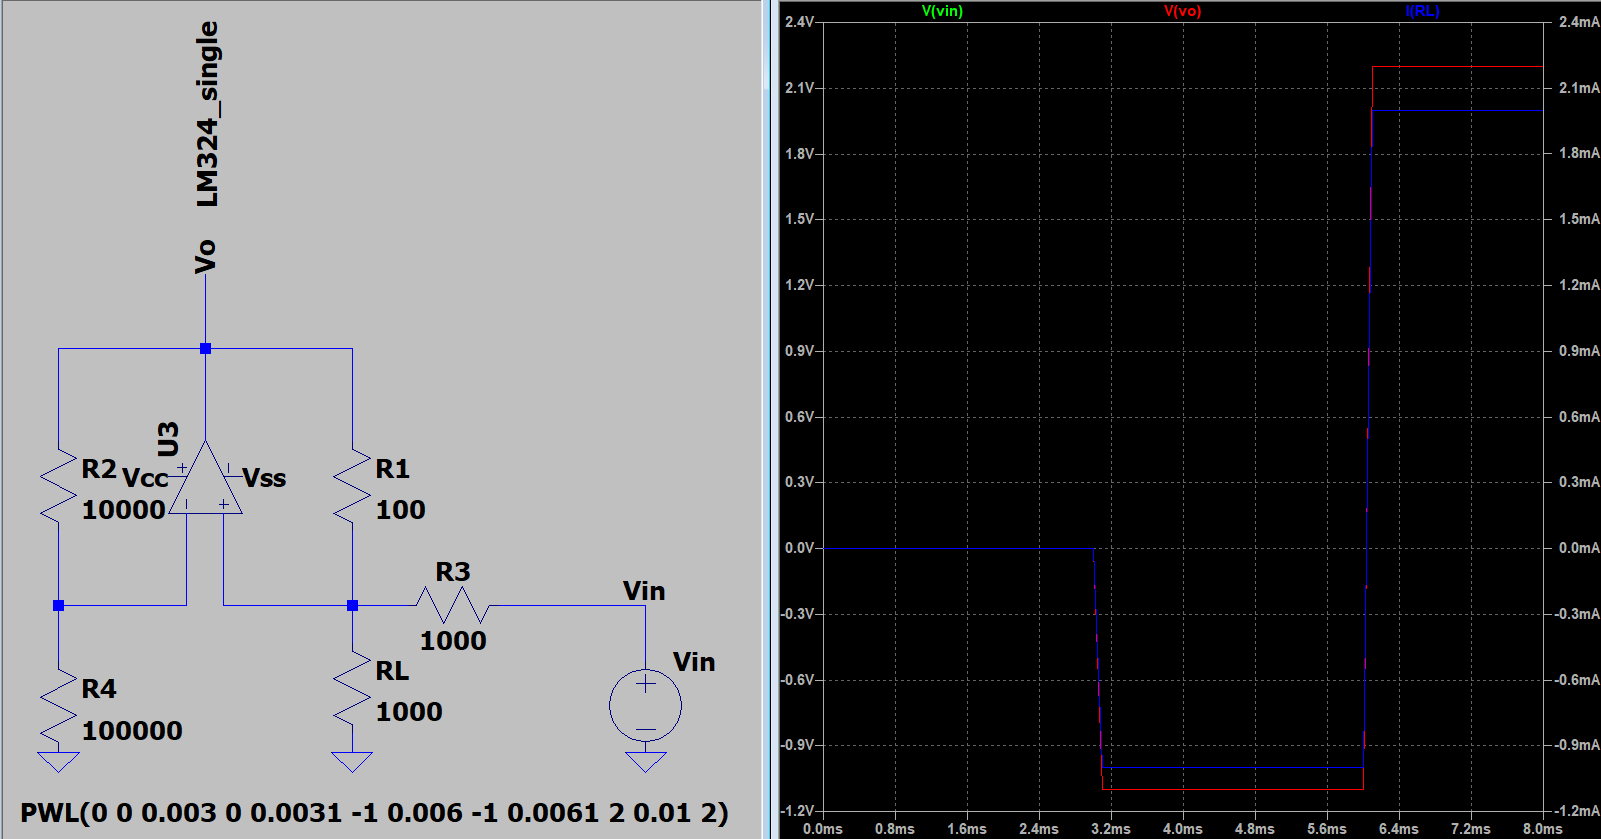 LM324_single
Vo
U3
R2
10000
Vcc
+
Vss
R1
100
- +
R3
1000
Vin
Vin
+
−
R4
100000
RL
1000
PWL(0 0 0.003 0 0.0031 -1 0.006 -1 0.0061 2 0.01 2)
V(vin) V(vo) I(RL)
2.4V 2.4mA
2.1V 2.1mA
1.8V 1.8mA
1.5V 1.5mA
1.2V 1.2mA
0.9V 0.9mA
0.6V 0.6mA
0.3V 0.3mA
0.0V 0.0mA
-0.3V -0.3mA
-0.6V -0.6mA
-0.9V -0.9mA
-1.2V -1.2mA
0.0ms 0.8ms 1.6ms 2.4ms 3.2ms 4.0ms 4.8ms 5.6ms 6.4ms 7.2ms 8.0ms